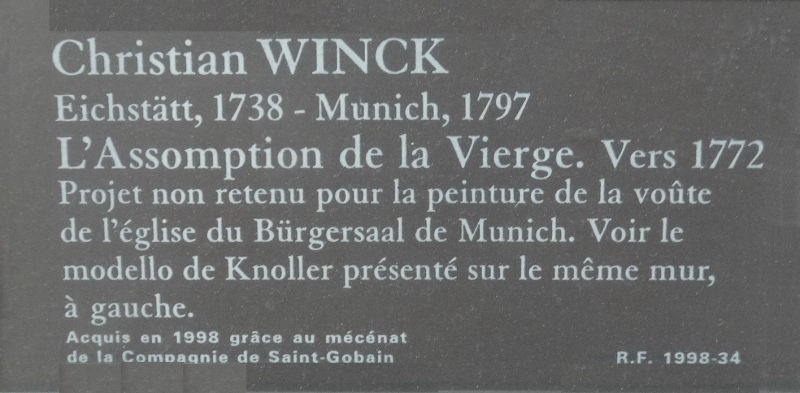 Christian WINCK
Eichstätt, 1738 - Munich, 1797
L'Assomption de la Vierge. Vers 1772
Projet non retenu pour la peinture de la voûte
de l'église du Bürgersaal de Munich. Voir le
modello de Knoller présenté sur le même mur,
à gauche.
Acquis en 1998 grâce au mécénat
de la Compagnie de Saint-Gobain R.F. 1998-34